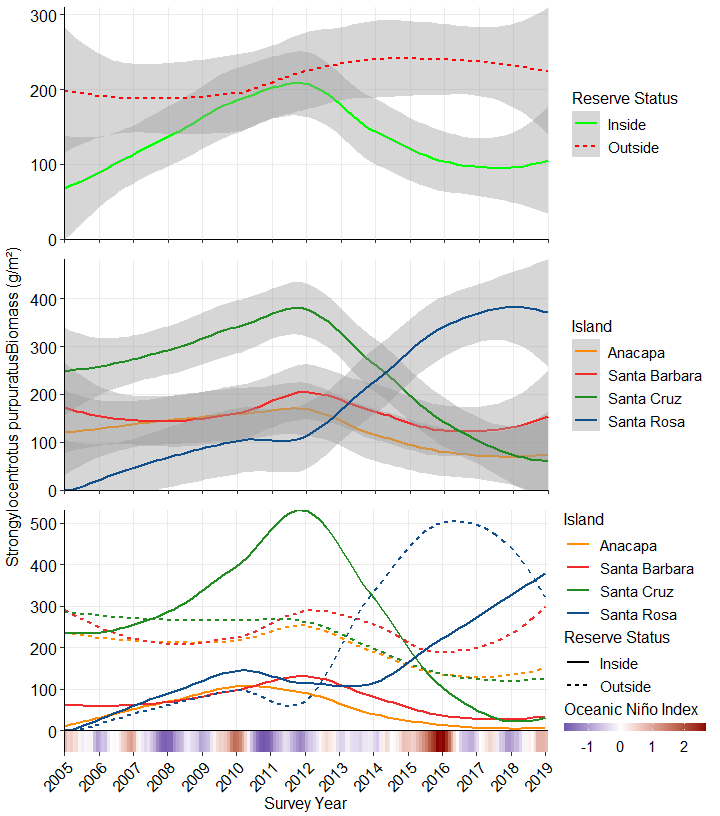 300
200
100
0
Reserve Status
Inside
Outside
Strongylocentrotus purpuratusBiomass (g/m²)
400
300
200
100
0
Island
Anacapa
Santa Barbara
Santa Cruz
Santa Rosa
500
400
300
200
100
0
Island
Anacapa
Santa Barbara
Santa Cruz
Santa Rosa
Reserve Status
Inside
Outside
Oceanic Niño Index
-1 0 1 2
2005 2006 2007 2008 2009 2010 2011 2012 2013 2014 2015 2016 2017 2018 2019
Survey Year